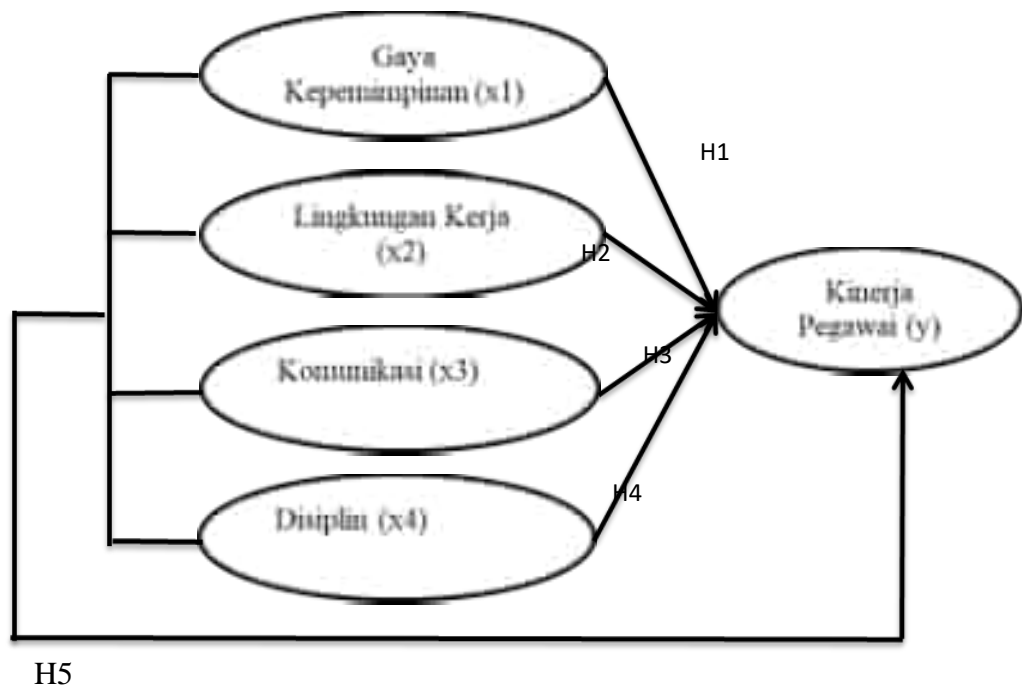 Gaya
Kepemimpinan (x1)
H1
Lingkungan Kerja
(x2)
H2
Kinerja
Pegawai (y)
Komunikasi (x3)
H3
Disiplin (x4)
H4
H5